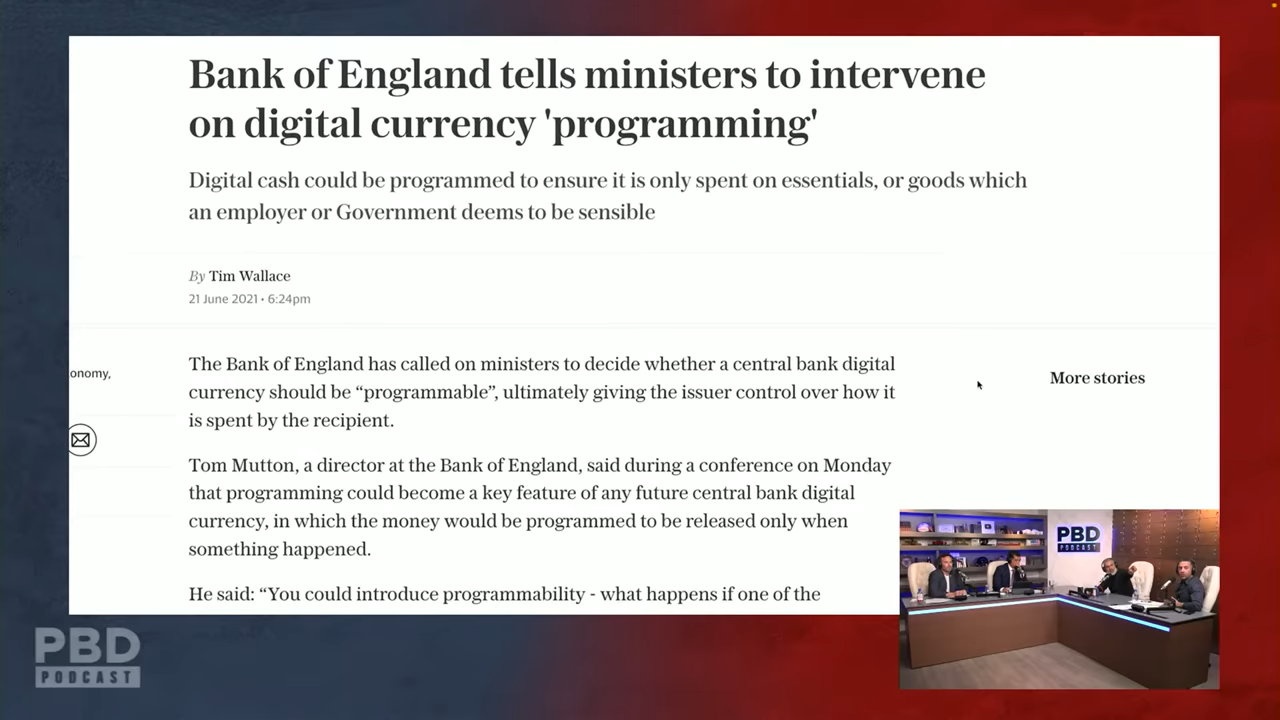 Bank of England tells ministers to intervene
on digital currency 'programming'
Digital cash could be programmed to ensure it is only spent on essentials, or goods which
an employer or Government deems to be sensible
By Tim Wallace
21 June 2021 • 6:24pm
The Bank of England has called on ministers to decide whether a central bank digital
currency should be “programmable”, ultimately giving the issuer control over how it
is spent by the recipient.
Tom Mutton, a director at the Bank of England, said during a conference on Monday
that programming could become a key feature of any future central bank digital
currency, in which the money would be programmed to be released only when
something happened.
He said: “You could introduce programmability - what happens if one of the
onomy,
More stories
PBD
PODCAST
PBD
PODCAST